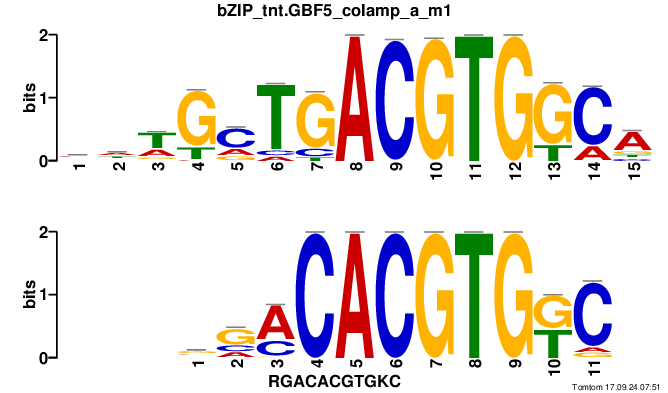 bZIP_tnt.GBF5_colamp_a_m1
2
bits
1
0
TGCTGACGTGGCA
1 2 3 4 5 6 7 8 9 10 11 12 13 14 15
2
bits
1
0
GACACGTGGC
1 2 3 4 5 6 7 8 9 10 11
RGACACGTGKC
Tomtom 17.09.24 07:51